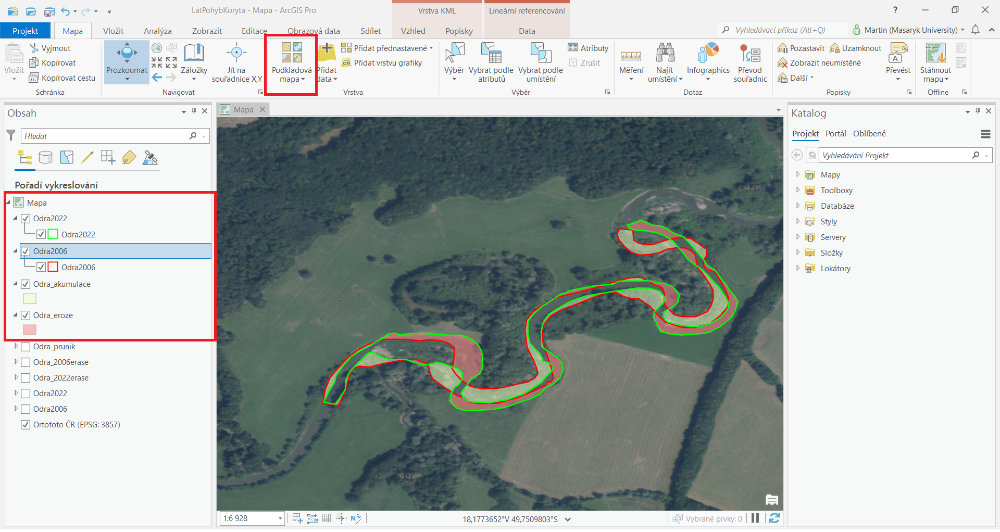 LatPohybKoryta - Mapa - ArcGIS Pro
Vrstva KML
Lineární referencování
?
Projekt
Mapa
Vložit
Analýza
Zobrazit
Editace
Obrazová data
Sdílet
Vzhled
Popisky
Data
Vyhledávací příkaz (Alt+Q)
Martin (Masaryk University)
Vložit
Vyjmout
Kopírovat
Kopírovat cestu
Schránka
Prozkoumat
Záložky
Jít na
souřadnice X,Y
Navigovat
Podkladová
mapa
Přidat
data
Přidat přednastavené
Přidat vrstvu grafiky
Vrstva
Výběr
Vybrat podle
atributů
Vybrat podle
umístění
Atributy
Zrušit
Výběr
Měření
Najít
umístění
Infographics
Převod
souřadnic
Dotaz
Pozastavit
Uzamknout
Zobrazit neumístěné
Další
Převést
Popisky
Stáhnout
mapu
Offline
Obsah
Hledat
Pořadí vykreslování
Mapa
Odra2022
Odra2022
Odra2006
Odra2006
Odra_akumulace
Odra_eroze
Odra_prunik
Odra_2006erase
Odra_2022erase
Odra2022
Odra2006
Ortofoto ČR (EPSG: 3857)
Mapa
ČÚZK
ČÚZK
1:6 928
18,1773652°V 49,7509803°S
Vybrané prvky: 0
Katalog
Projekt
Portál
Oblíbené
Vyhledávání Projekt
Mapy
Toolboxy
Databáze
Styly
Servery
Složky
Lokátory